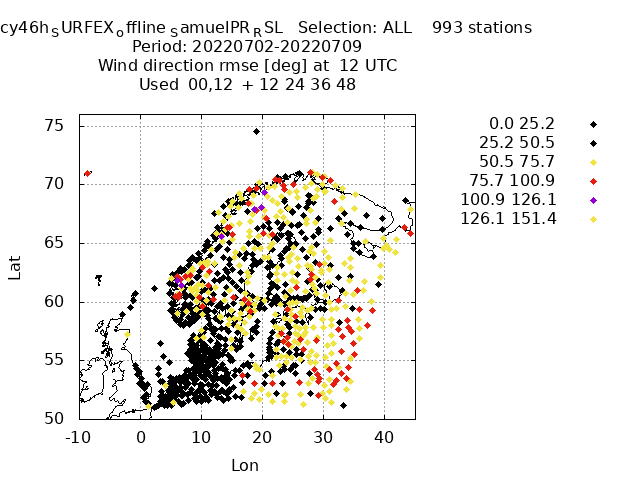 cy46hSURFEXoffline SamuelPRRSL Selection: ALL 993 stations
Period: 20220702-20220709
Wind direction rmse [deg] at 12 UTC
Used 00,12 + 12 24 36 48
75
70
65
60
55
50
-10 0 10 20 30 40
Lat
Lon
0.0 25.2
25.2 50.5
50.5 75.7
75.7 100.9
100.9 126.1
126.1 151.4